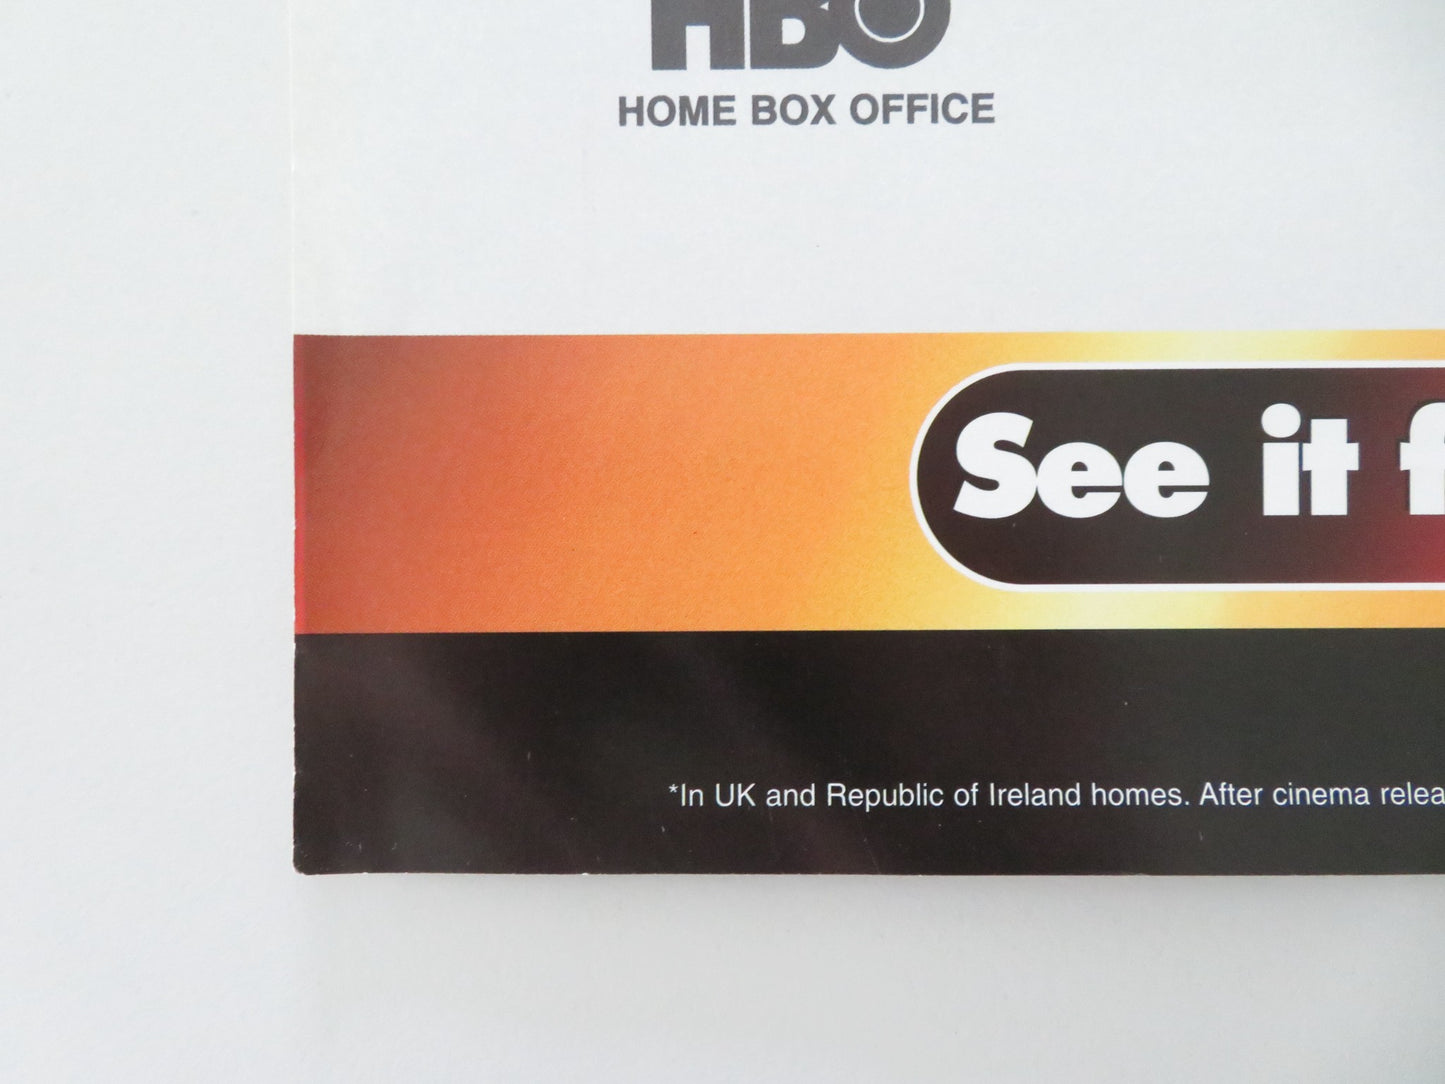 HBO
HOME BOX OFFICE
See it f
*In UK and Republic of Ireland homes. After cinema relea